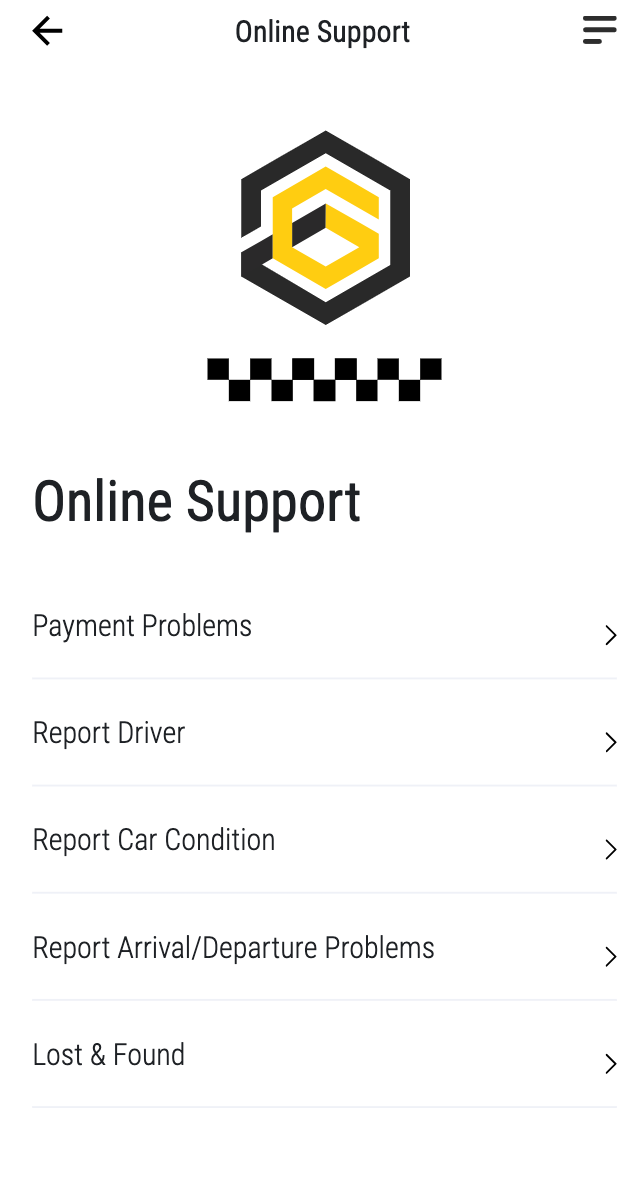 Online Support
Online Support
Payment Problems
Report Driver
Report Car Condition
Report Arrival/Departure Problems
Lost & Found